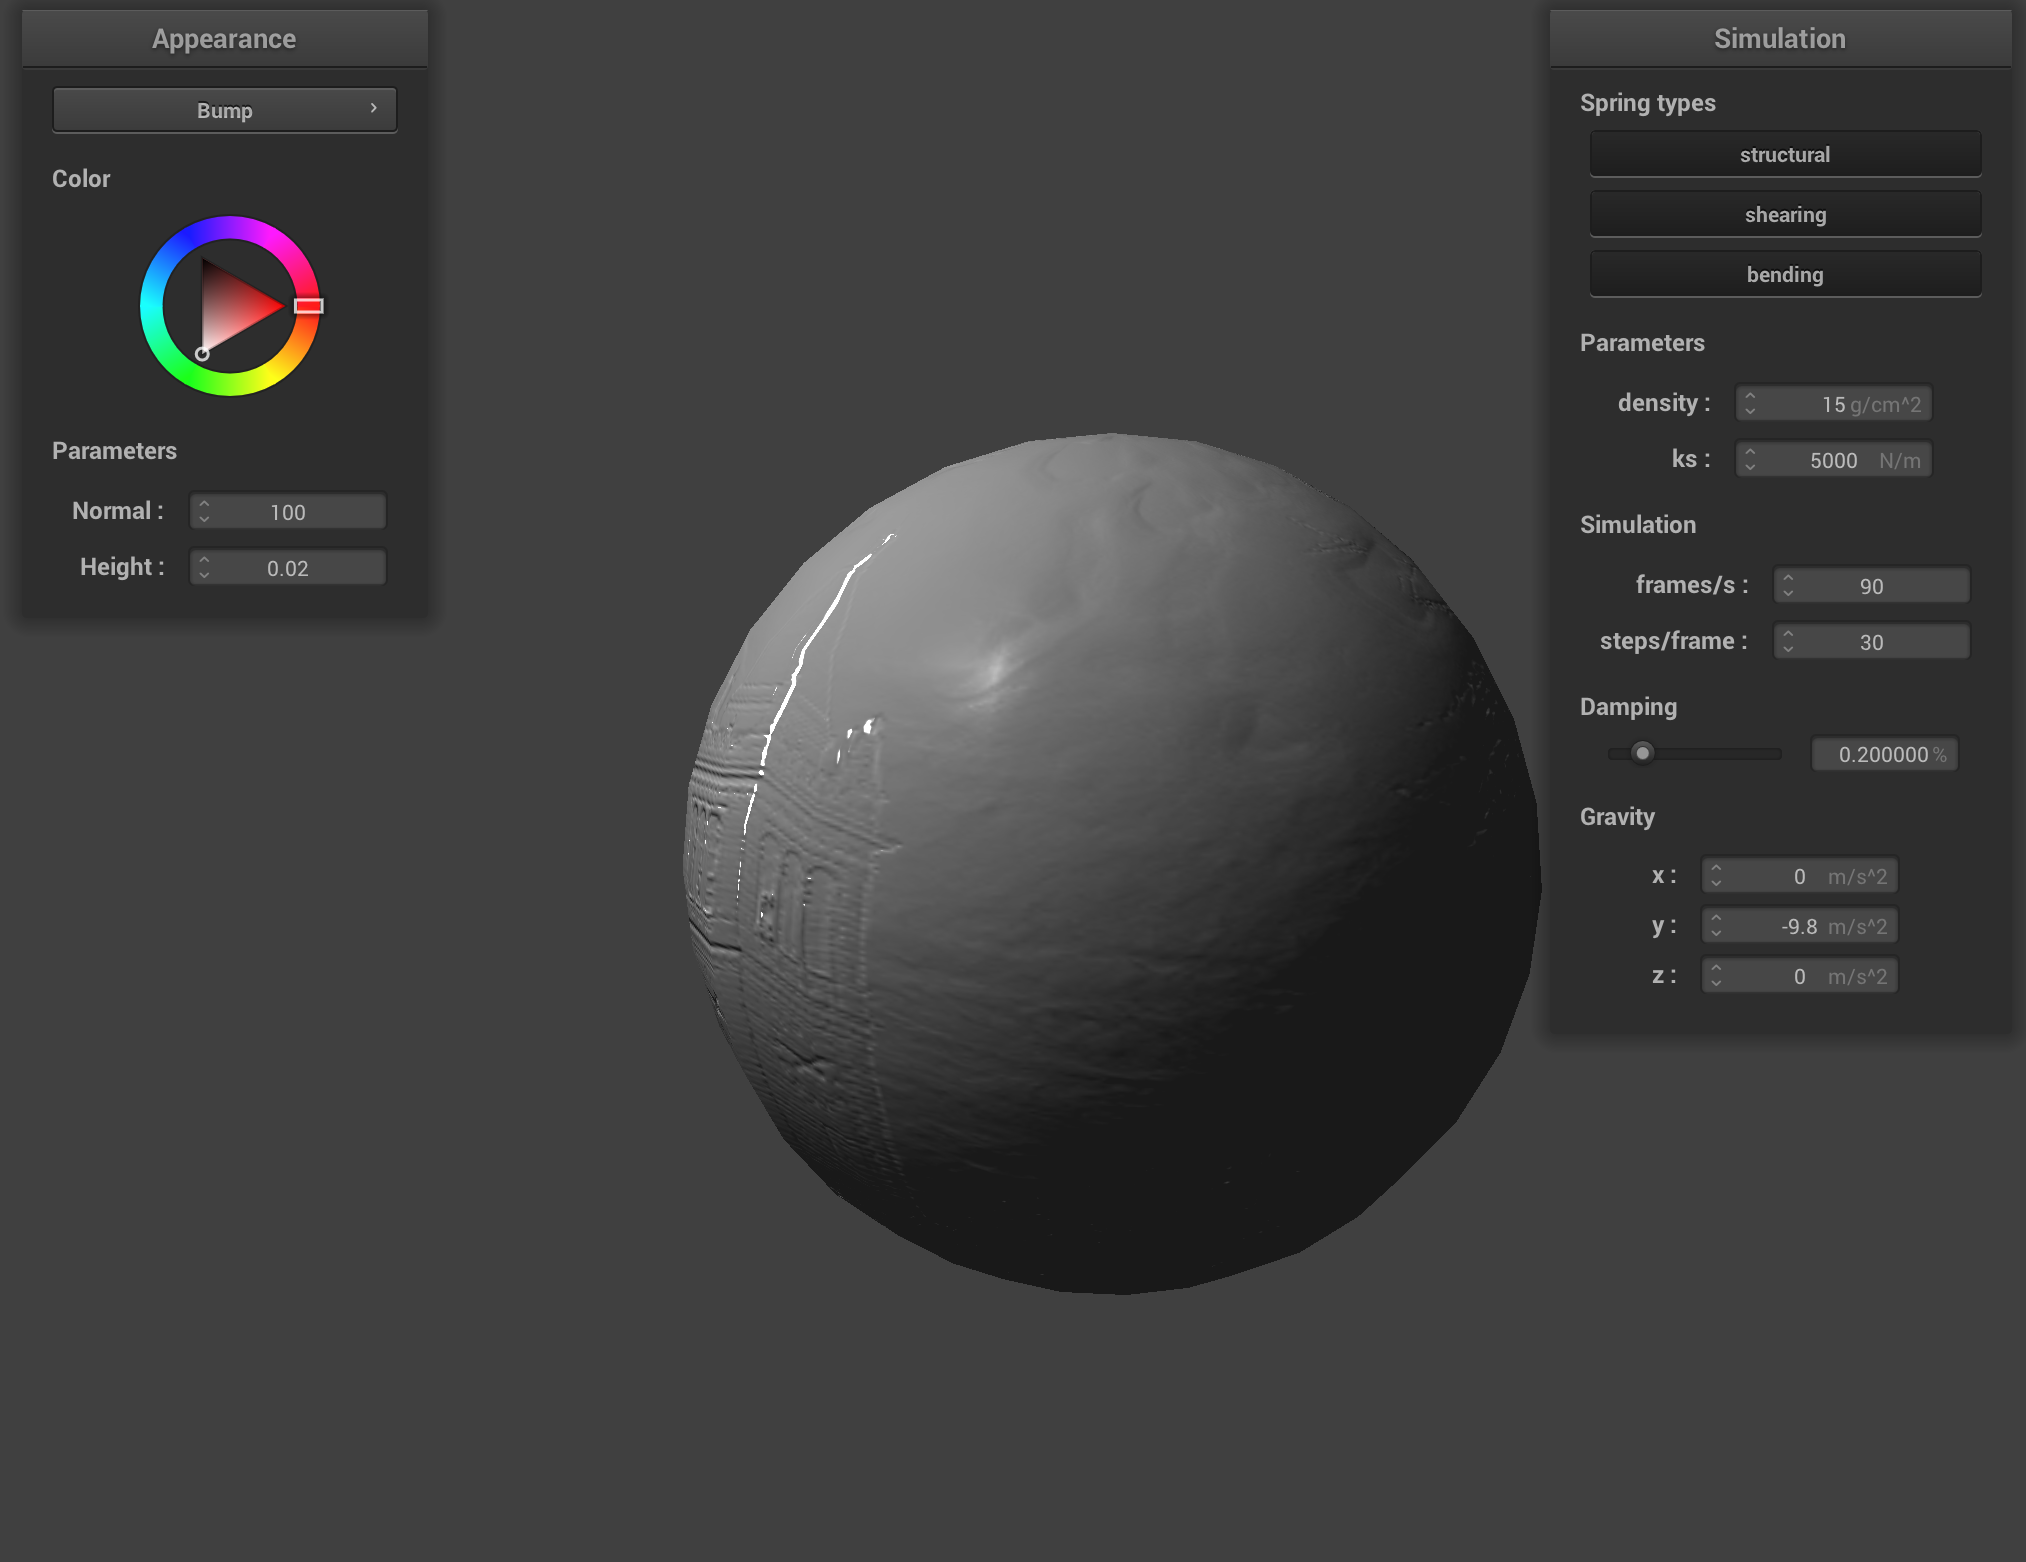 Appearance
Bump
Color
Parameters
Normal : 100
Height : 0.02
Simulation
Spring types
structural
shearing
bending
Parameters
density : 15 g/cm^2
ks : 5000 N/m
Simulation
frames/s : 90
steps/frame : 30
Damping
0.200000 %
Gravity
x : 0 m/s^2
y : -9.8 m/s^2
z : 0 m/s^2